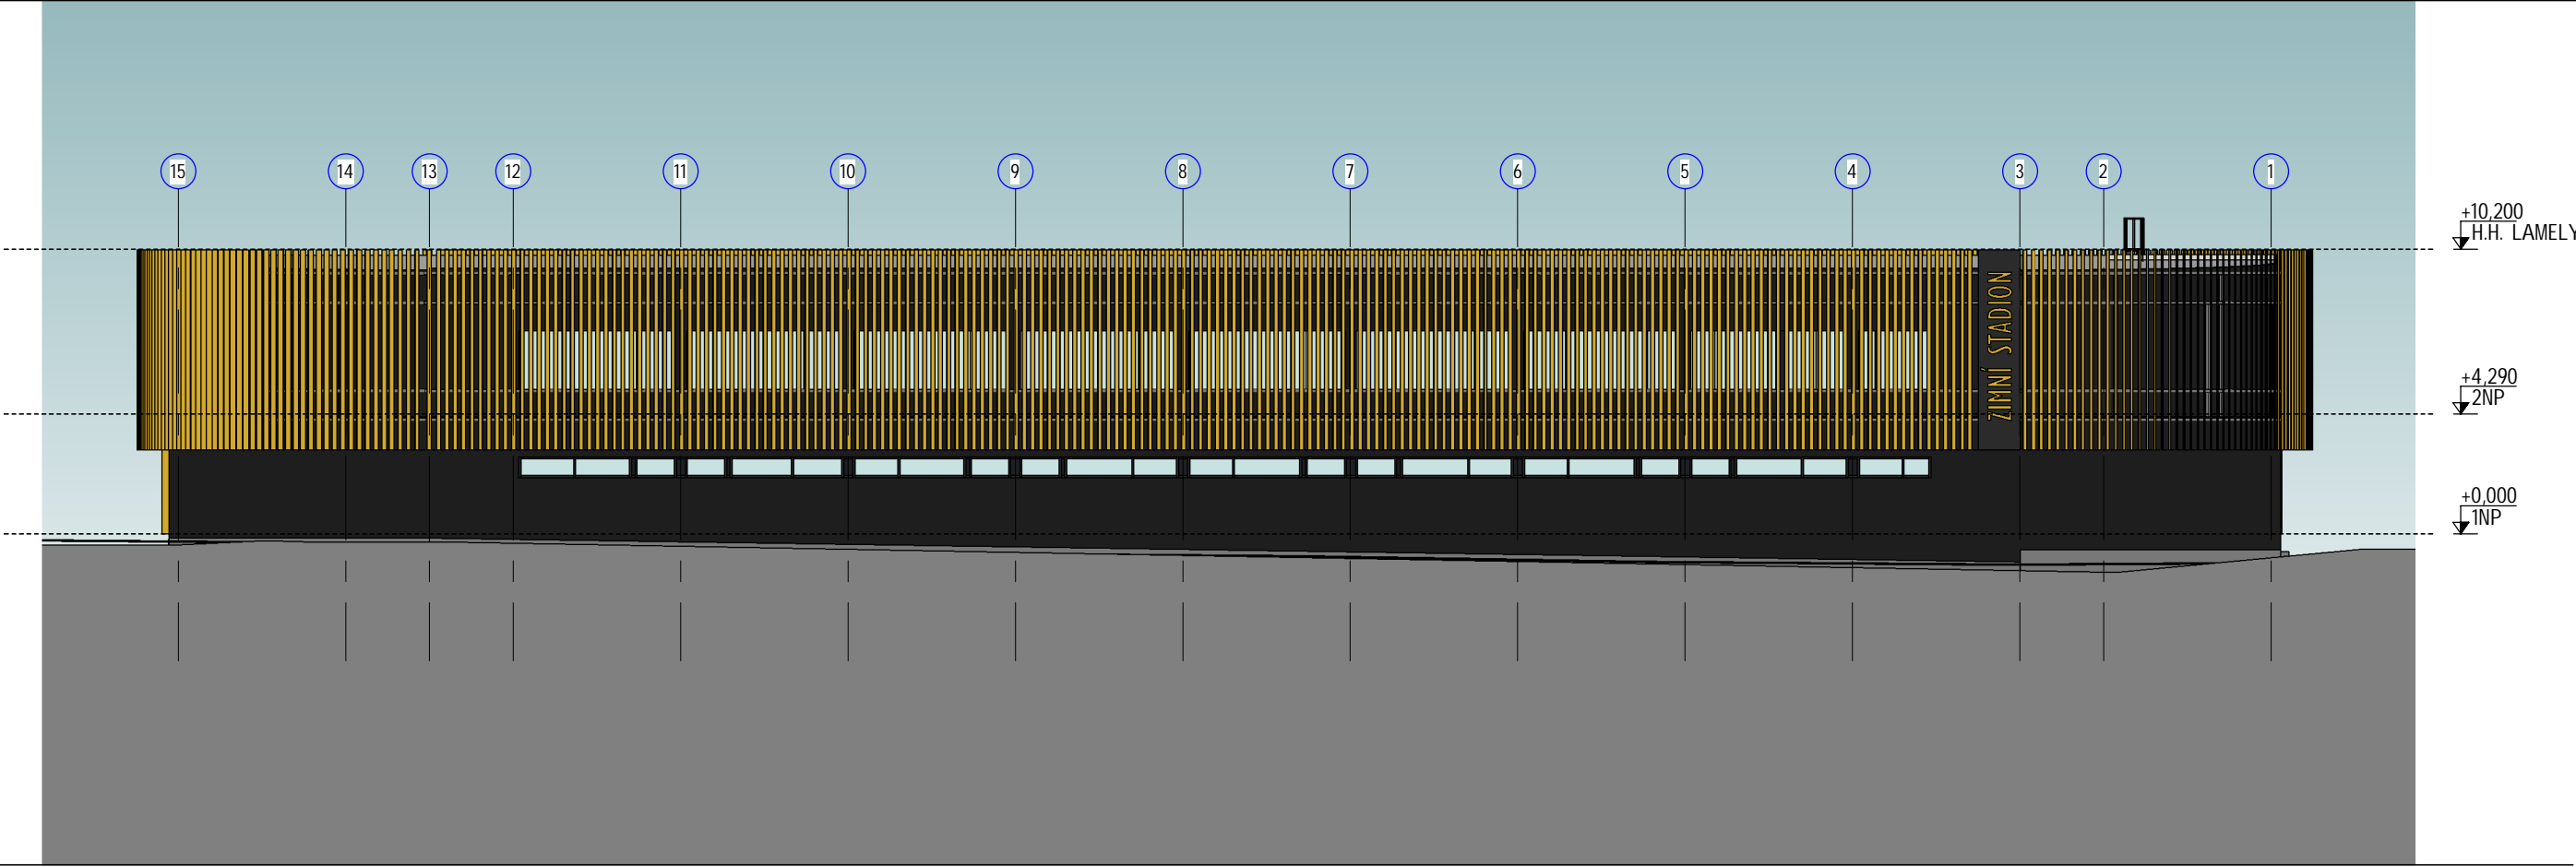 15 14 13 12 11 10 9 8 7 6 5 4 3 2 1
+10,200
H.H. LAMELY
ZIMNÍ STADION
+4,290
2NP
+0,000
1NP